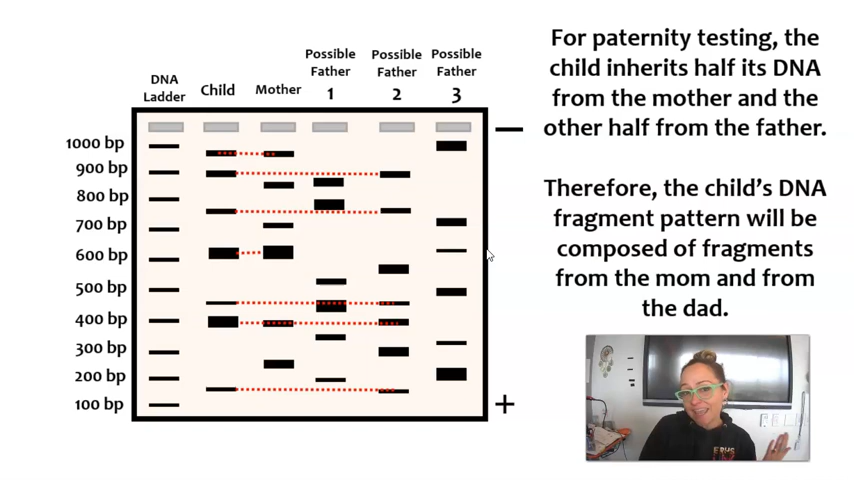 For paternity testing, the
child inherits half its DNA
from the mother and the
other half from the father.
Therefore, the child's DNA
fragment pattern will be
composed of fragments
from the mom and from
the dad.
DNA
Ladder
Child
Mother
Possible
Father
1
Possible
Father
2
Possible
Father
3
1000 bp
900 bp
800 bp
700 bp
600 bp
500 bp
400 bp
300 bp
200 bp
100 bp
−
+